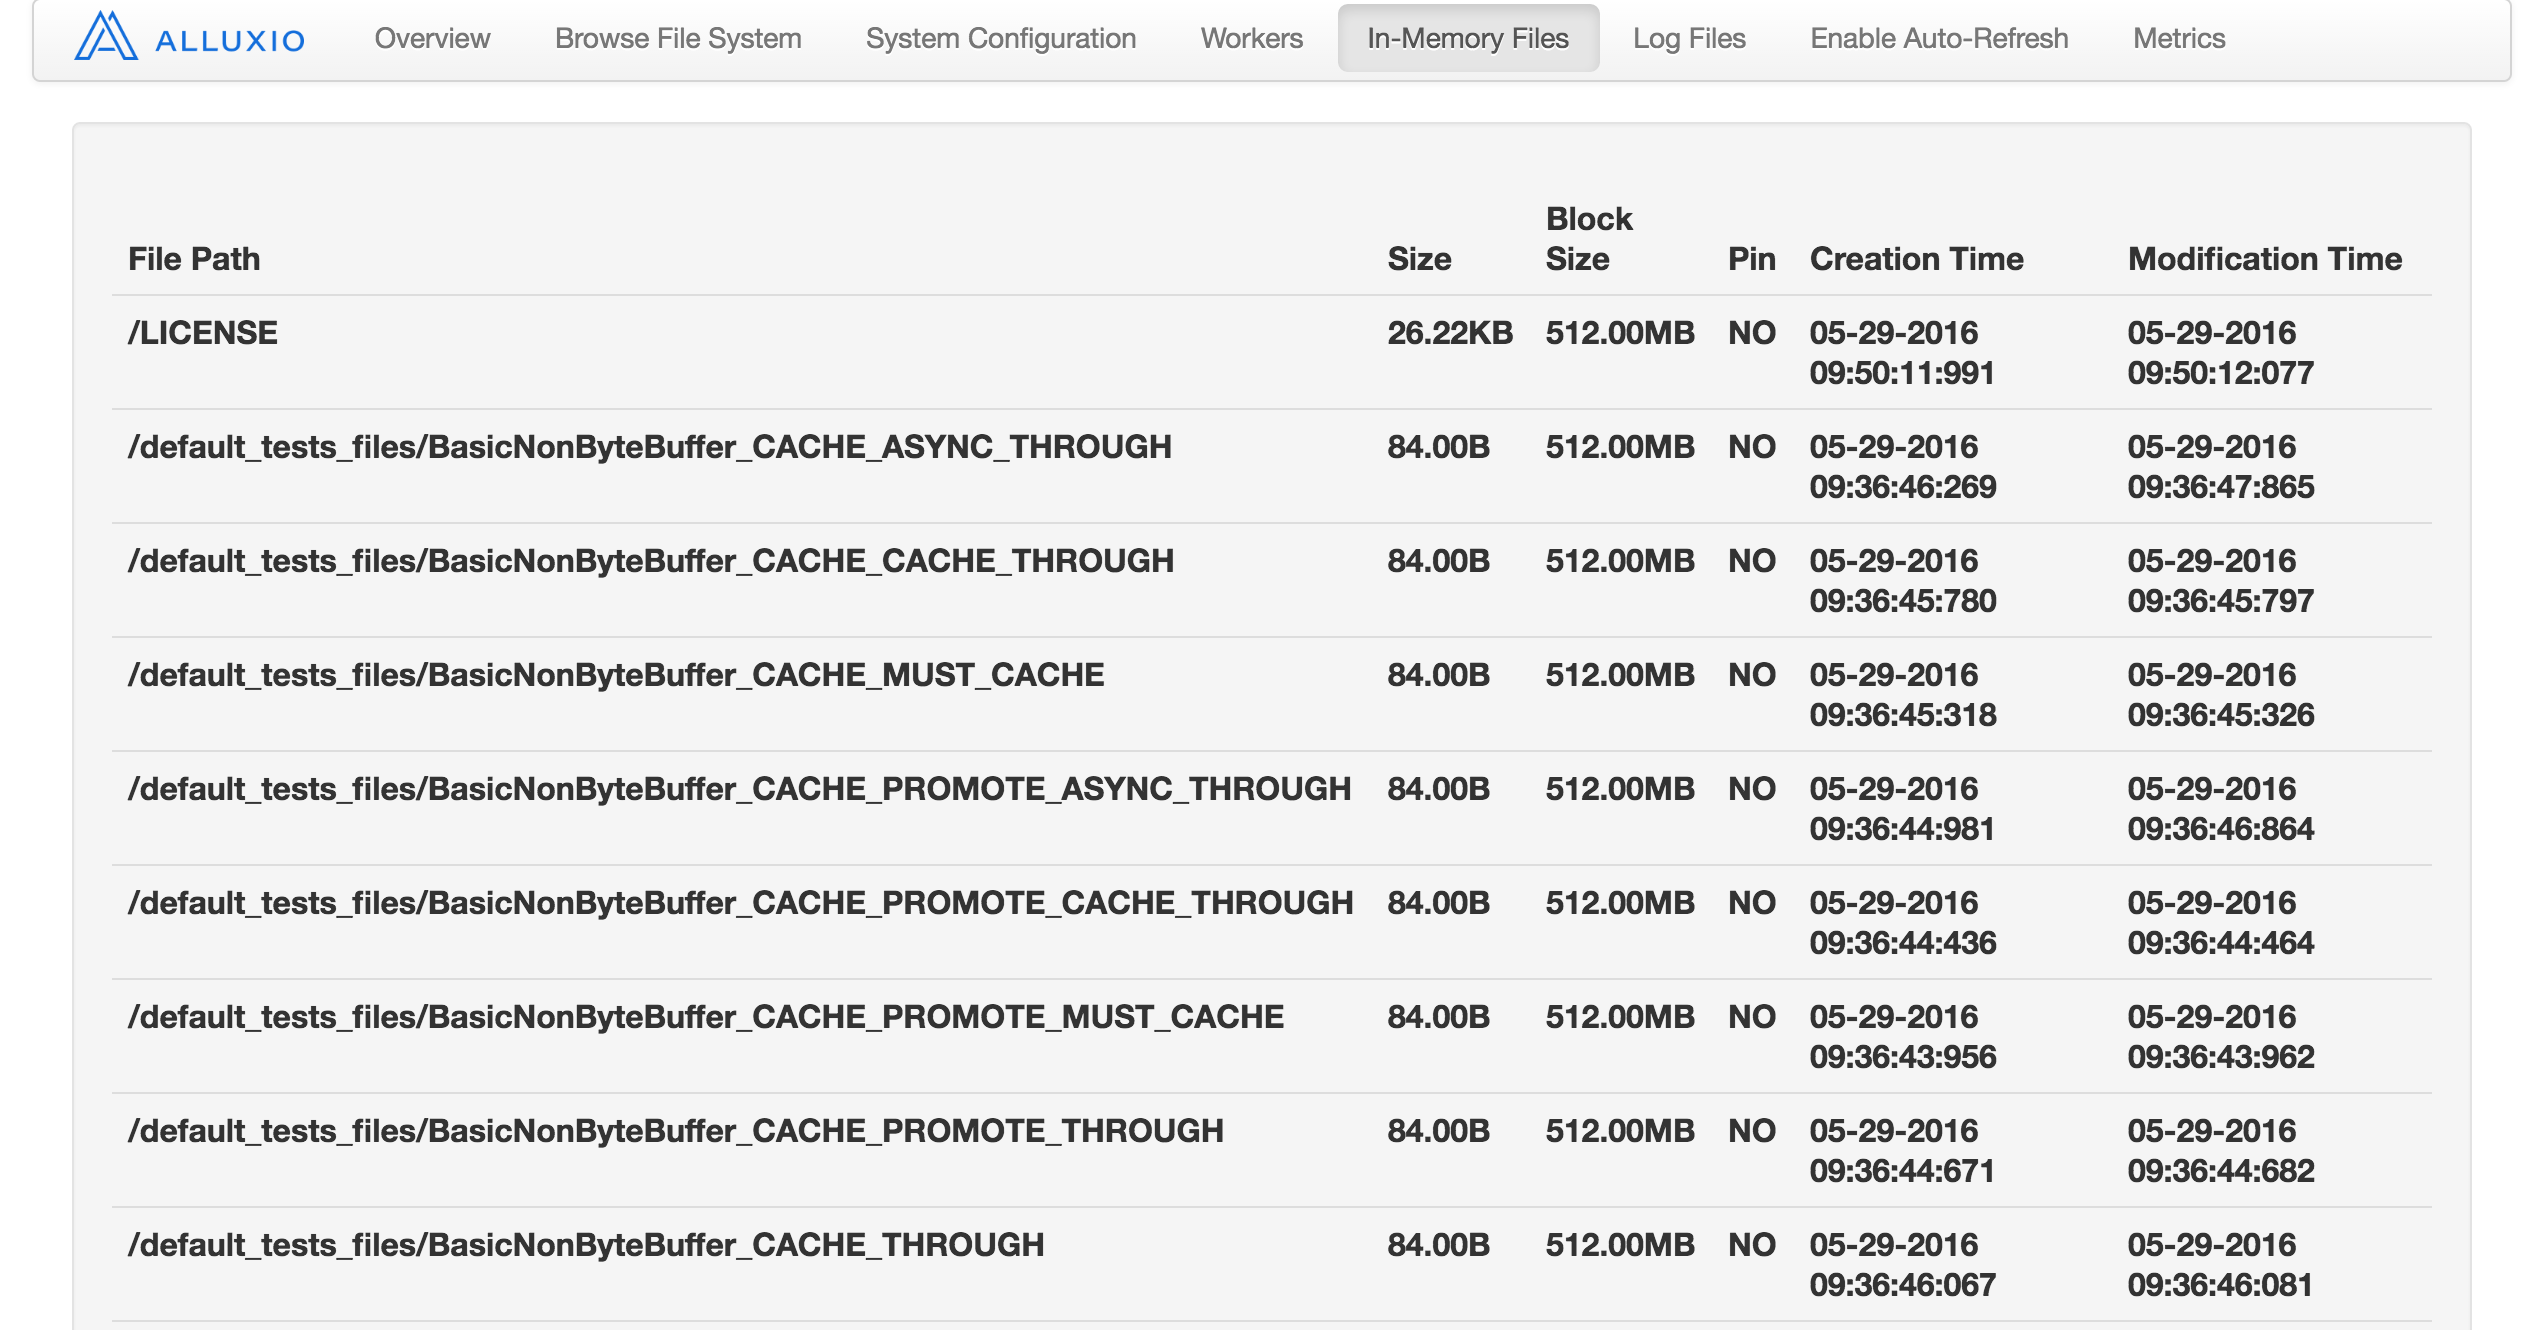 ALLUXIO Overview Browse File System System Configuration Workers In-Memory Files Log Files Enable Auto-Refresh Metrics
File Path Size Block Size Pin Creation Time Modification Time
/LICENSE 26.22KB 512.00MB NO 05-29-2016 05-29-2016
09:50:11:991 09:50:12:077
/default_tests_files/BasicNonByteBuffer_CACHE_ASYNC_THROUGH 84.00B 512.00MB NO 05-29-2016 05-29-2016
09:36:46:269 09:36:47:865
/default_tests_files/BasicNonByteBuffer_CACHE_CACHE_THROUGH 84.00B 512.00MB NO 05-29-2016 05-29-2016
09:36:45:780 09:36:45:797
/default_tests_files/BasicNonByteBuffer_CACHE_MUST_CACHE 84.00B 512.00MB NO 05-29-2016 05-29-2016
09:36:45:318 09:36:45:326
/default_tests_files/BasicNonByteBuffer_CACHE_PROMOTE_ASYNC_THROUGH 84.00B 512.00MB NO 05-29-2016 05-29-2016
09:36:44:981 09:36:46:864
/default_tests_files/BasicNonByteBuffer_CACHE_PROMOTE_CACHE_THROUGH 84.00B 512.00MB NO 05-29-2016 05-29-2016
09:36:44:436 09:36:44:464
/default_tests_files/BasicNonByteBuffer_CACHE_PROMOTE_MUST_CACHE 84.00B 512.00MB NO 05-29-2016 05-29-2016
09:36:43:956 09:36:43:962
/default_tests_files/BasicNonByteBuffer_CACHE_PROMOTE_THROUGH 84.00B 512.00MB NO 05-29-2016 05-29-2016
09:36:44:671 09:36:44:682
/default_tests_files/BasicNonByteBuffer_CACHE_THROUGH 84.00B 512.00MB NO 05-29-2016 05-29-2016
09:36:46:067 09:36:46:081